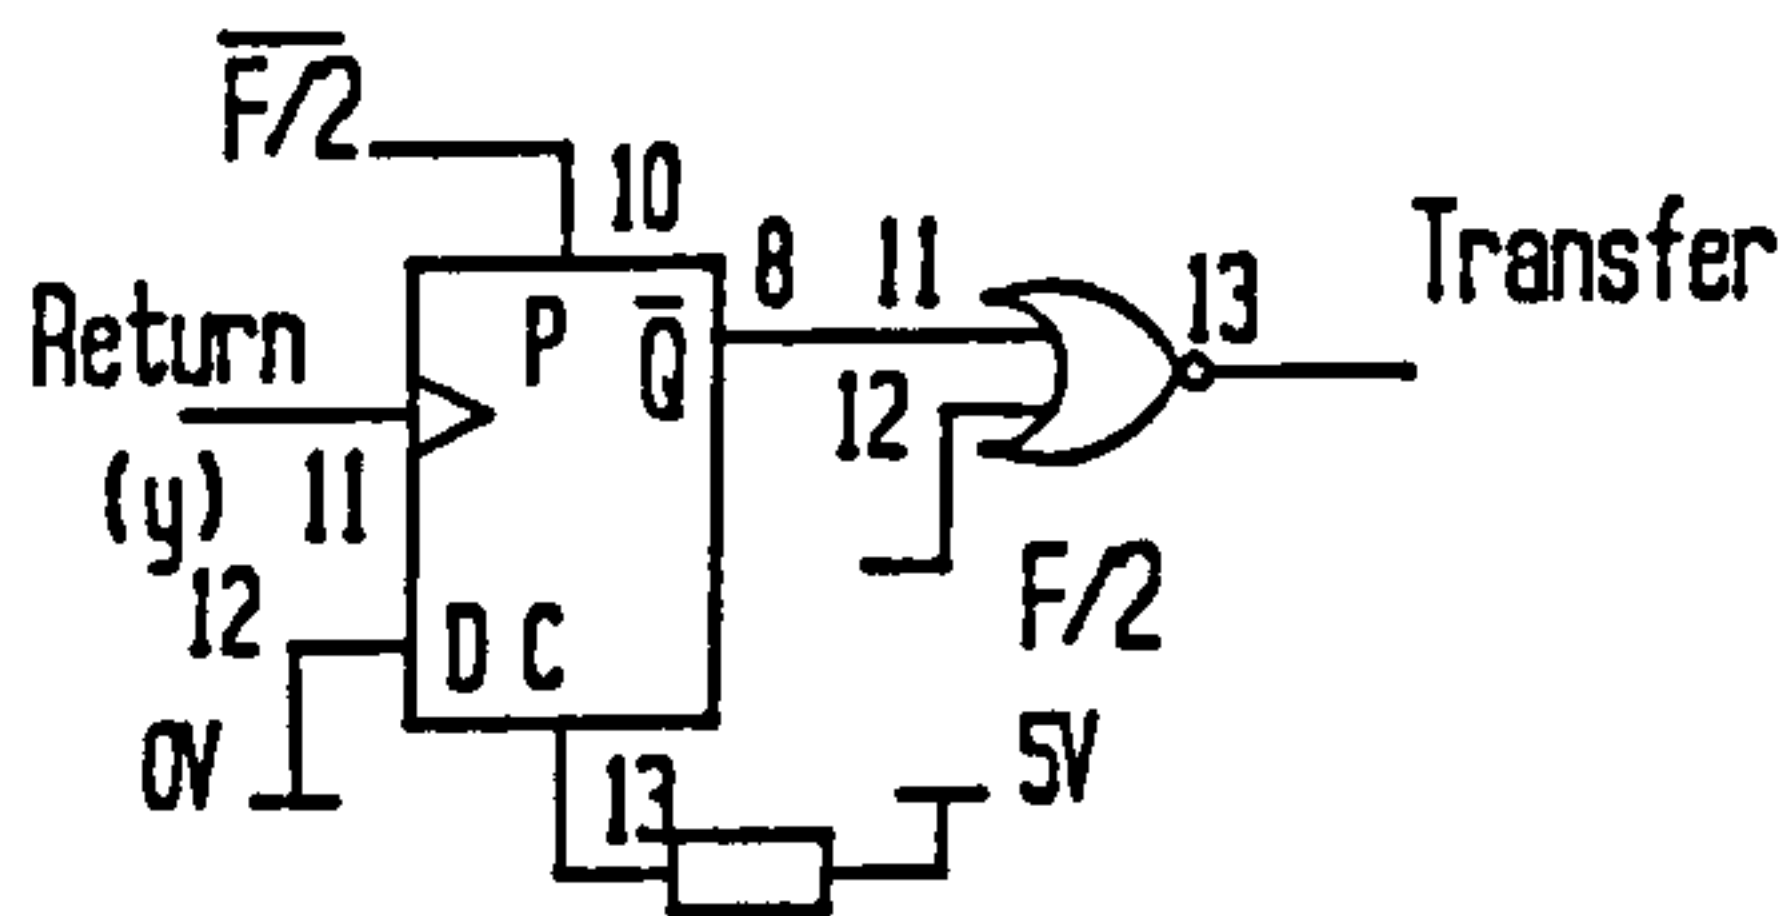 F̅/2
10
Return
(y)
11
12
0V
P
Q̅
D C
8
11
12
13
Transfer
F/2
5V
13